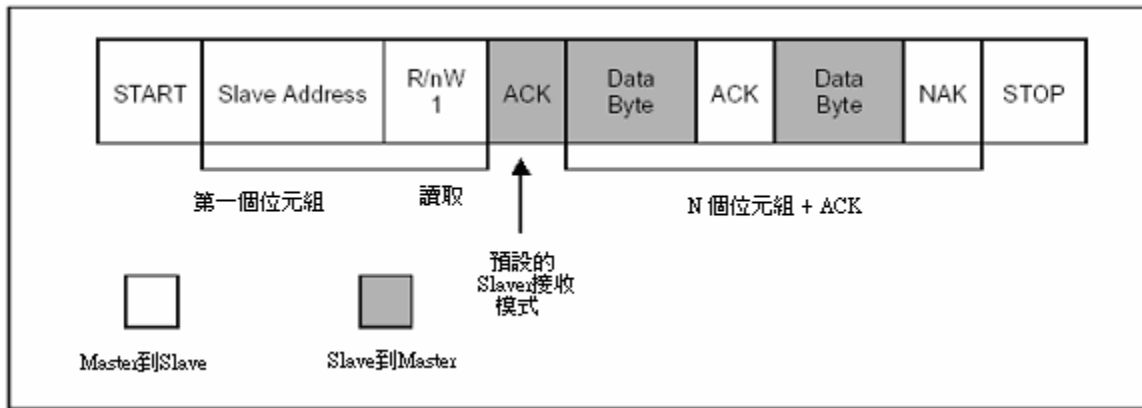 START Slave Address R/nW 1 ACK Data Byte ACK Data Byte NAK STOP
第一個位元組 讀取 N 個位元組 + ACK
預設的
Slaver接收
模式
Master到Slave Slave到Master